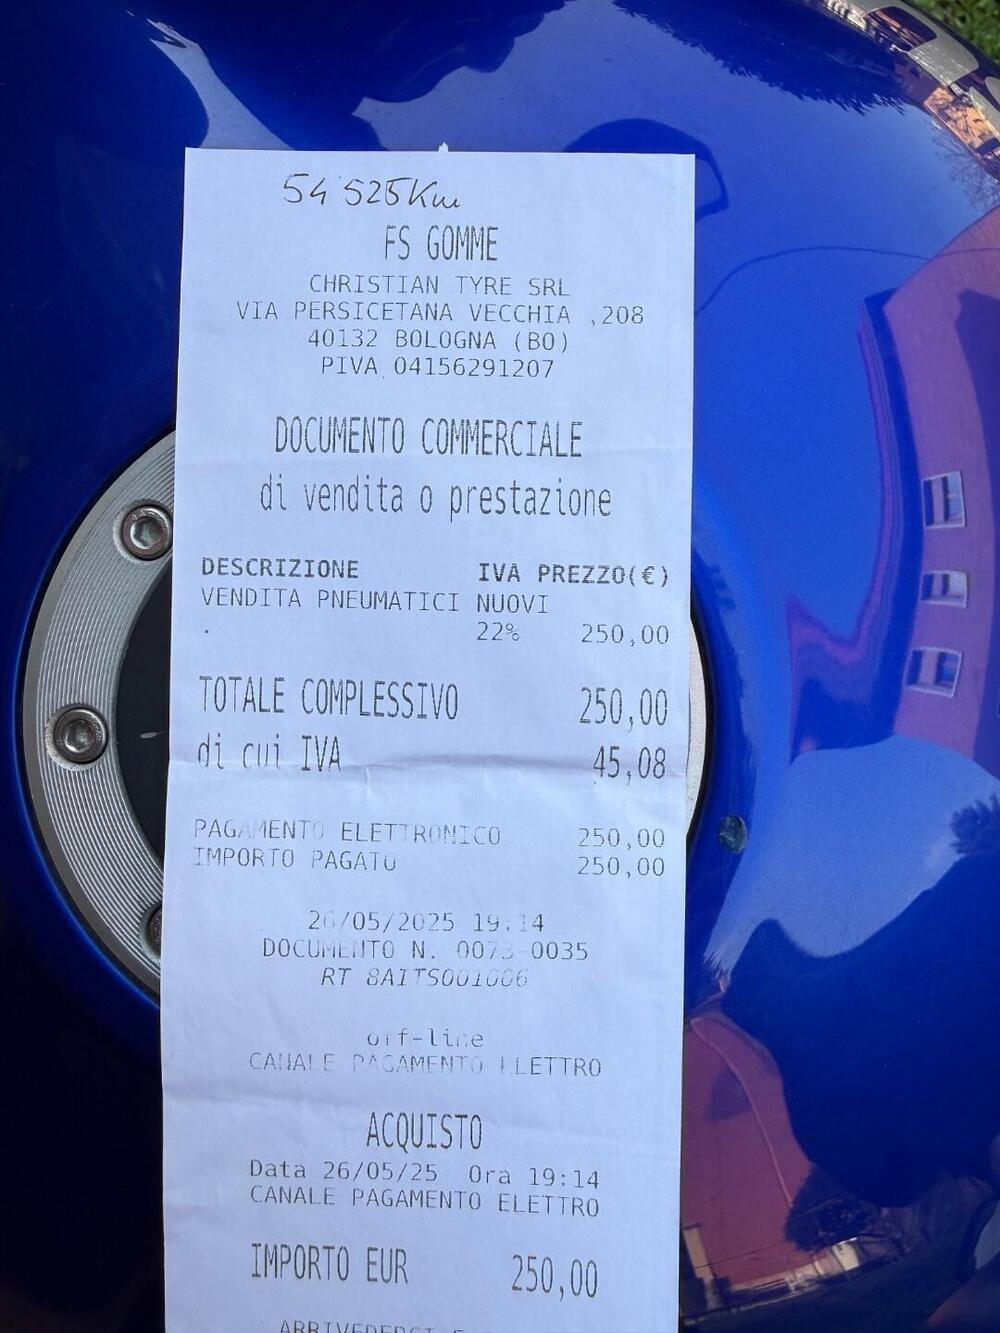 54 525 Km
FS GOMME
CHRISTIAN TYRE SRL
VIA PERSICETANA VECCHIA ,208
40132 BOLOGNA (BO)
PIVA 04156291207
DOCUMENTO COMMERCIALE
di vendita o prestazione
DESCRIZIONE IVA PREZZO(€)
VENDITA PNEUMATICI NUOVI
. 22% 250,00
TOTALE COMPLESSIVO 250,00
di cui IVA 45,08
PAGAMENTO ELETTRONICO 250,00
IMPORTO PAGATO 250,00
26/05/2025 19:14
DOCUMENTO N. 0073-0035
RT 8AITS001006
off-line
CANALE PAGAMENTO ELETTRO
ACQUISTO
Data 26/05/25 Ora 19:14
CANALE PAGAMENTO ELETTRO
IMPORTO EUR 250,00
ARRIVEDERCI E